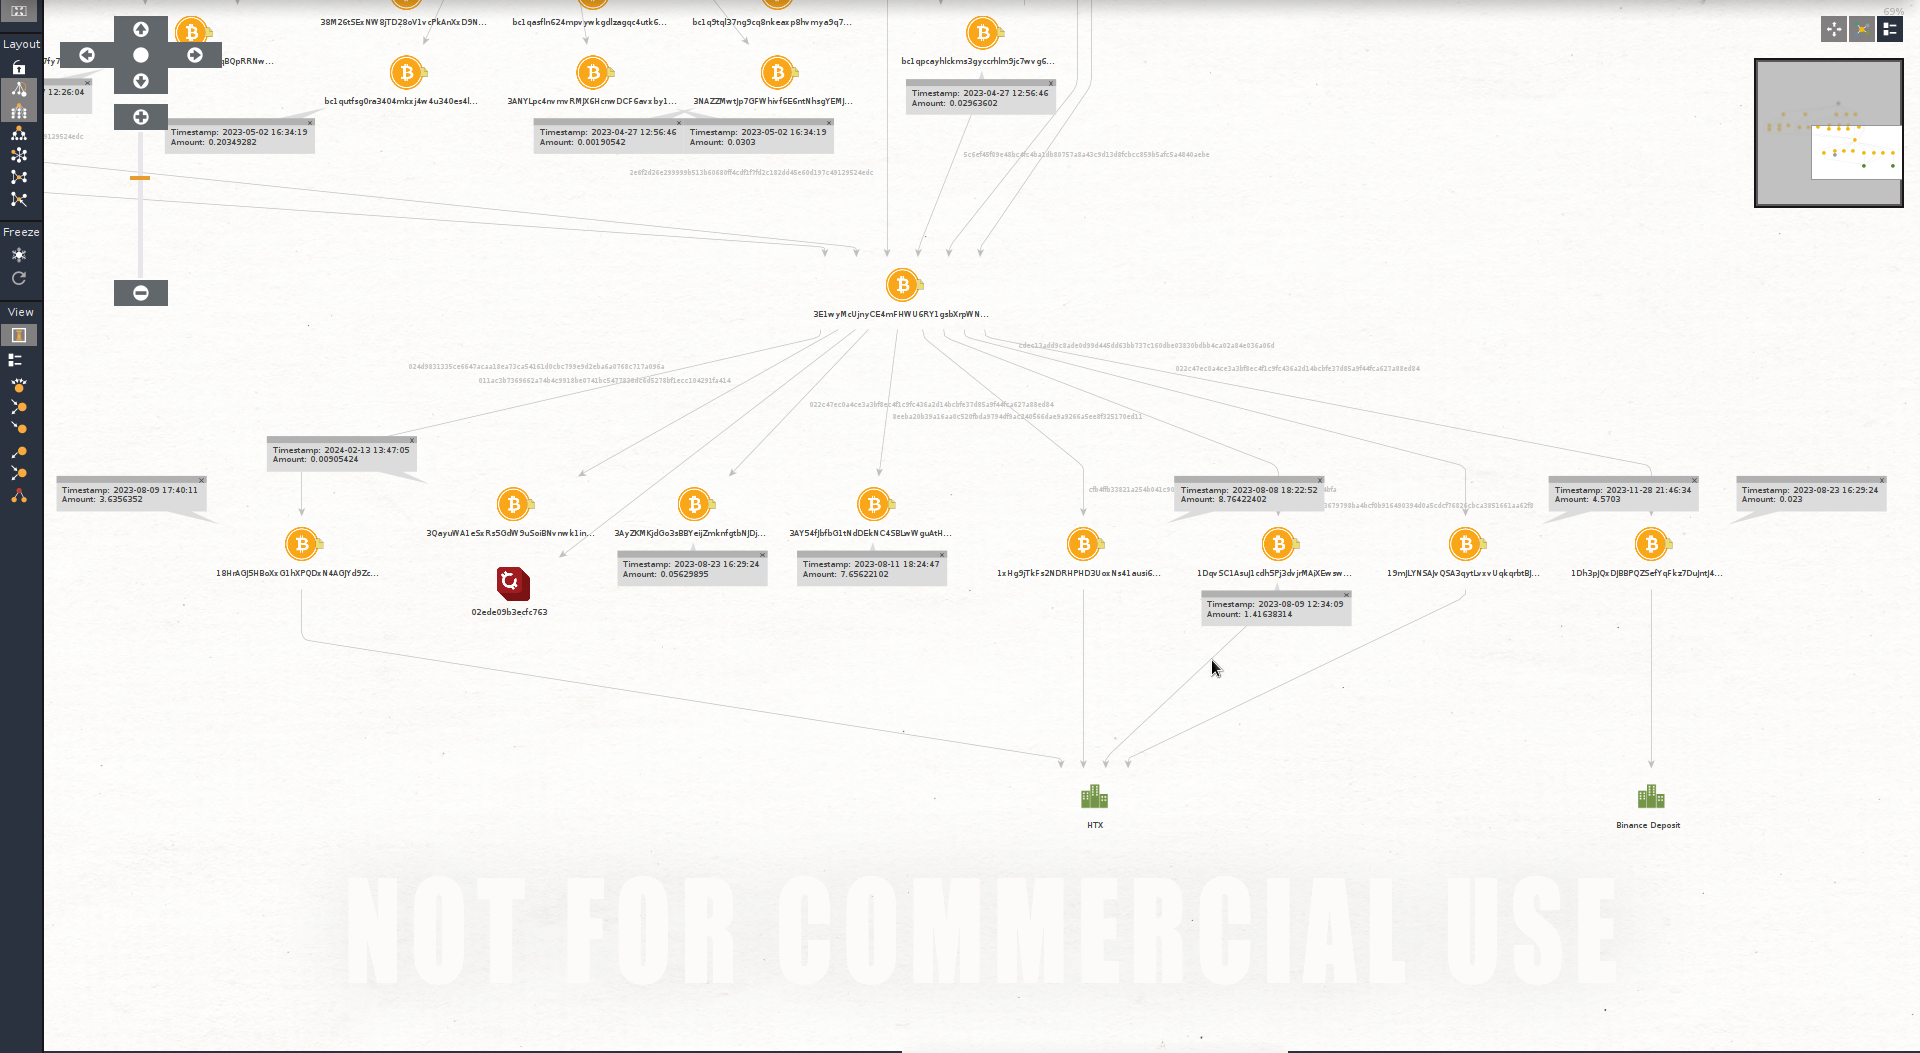 69%
Layout
Freeze
View
38M26tSExNW8jTD28oV1vcPkAnXxD9N...
bc1qasfln624mpvywkgdlzagqc4utk6...
bc1q9tql37ng9cq8nkeaxp8hvmya9q7...
qBQpRRNw...
bc1qpcayhlckms3gyccrhlm9jc7wvg6...
12:26:04
bc1qutfsg0ra3404mkxj4w4u340es4l...
3ANYLpc4nvmvRMJX6HcnwDCF6avxby1...
3NAZZMwtJp7GFWhivf6E6ntNhsgYEMJ...
Timestamp: 2023-04-27 12:56:46
Amount: 0.02963602
Timestamp: 2023-05-02 16:34:19
Amount: 0.20349282
Timestamp: 2023-04-27 12:56:46
Amount: 0.00190542
Timestamp: 2023-05-02 16:34:19
Amount: 0.0303
3E1wyMcUjnyCE4mFHWU6RY1gsbXrpWN...
Timestamp: 2024-02-13 13:47:05
Amount: 0.00905424
Timestamp: 2023-08-09 17:40:11
Amount: 3.6356352
Timestamp: 2023-08-08 18:22:52
Amount: 8.76422402
Timestamp: 2023-11-28 21:46:34
Amount: 4.5703
Timestamp: 2023-08-23 16:29:24
Amount: 0.023
3QayuWA1eSxRs5GdW9uSoiBNvnwk1in...
3AyZKMKjdGo3sBBYeijZmknfgtbNJDj...
3AY54fJbfbG1tNdDEkNC4SBLwWguAtH...
18HrAGJ5HBoXxG1hXPQDxN4AGJYd9Zc...
1xHg9jTkFs2NDRHPHD3UoxNs41ausi6...
1DqvSC1AsuJ1cdh5Pj3dvjrMAjXEwsw...
19mJLYNSAJvQSA3qytLvxvUqkqrbtBJ...
1Dh3pJQxDJBBPQZSefYqFkz7DuJntJ4...
Timestamp: 2023-08-23 16:29:24
Amount: 0.05629895
Timestamp: 2023-08-11 18:24:47
Amount: 7.65622102
02ede09b3ecfc763
Timestamp: 2023-08-09 12:34:09
Amount: 1.41638314
HTX
Binance Deposit
NOT FOR COMMERCIAL USE